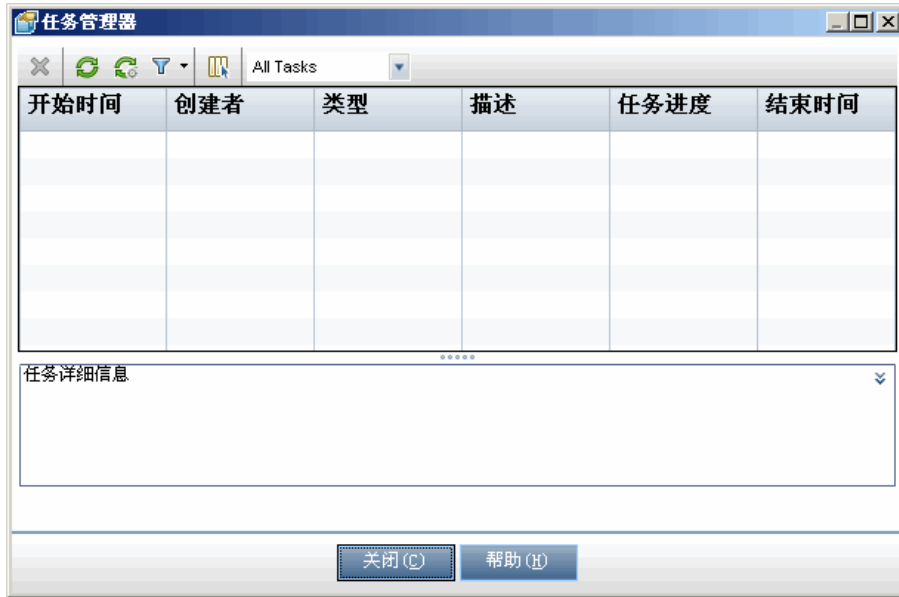 任务管理器
All Tasks
开始时间 创建者 类型 描述 任务进度 结束时间
任务详细信息
关闭(C) 帮助(H)